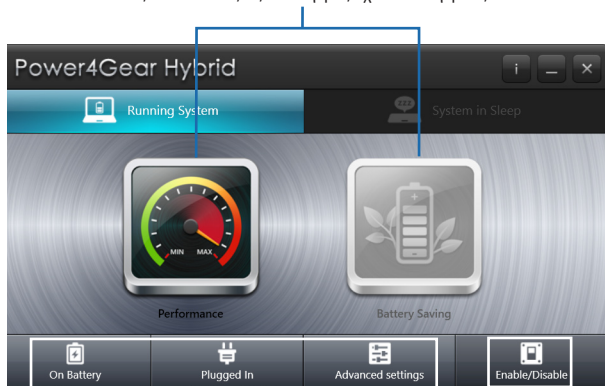 Power4Gear Hybrid
i
Running System
zzz
System in Sleep
MIN MAX
Performance
Battery Saving
On Battery
Plugged In
Advanced settings
Enable/Disable